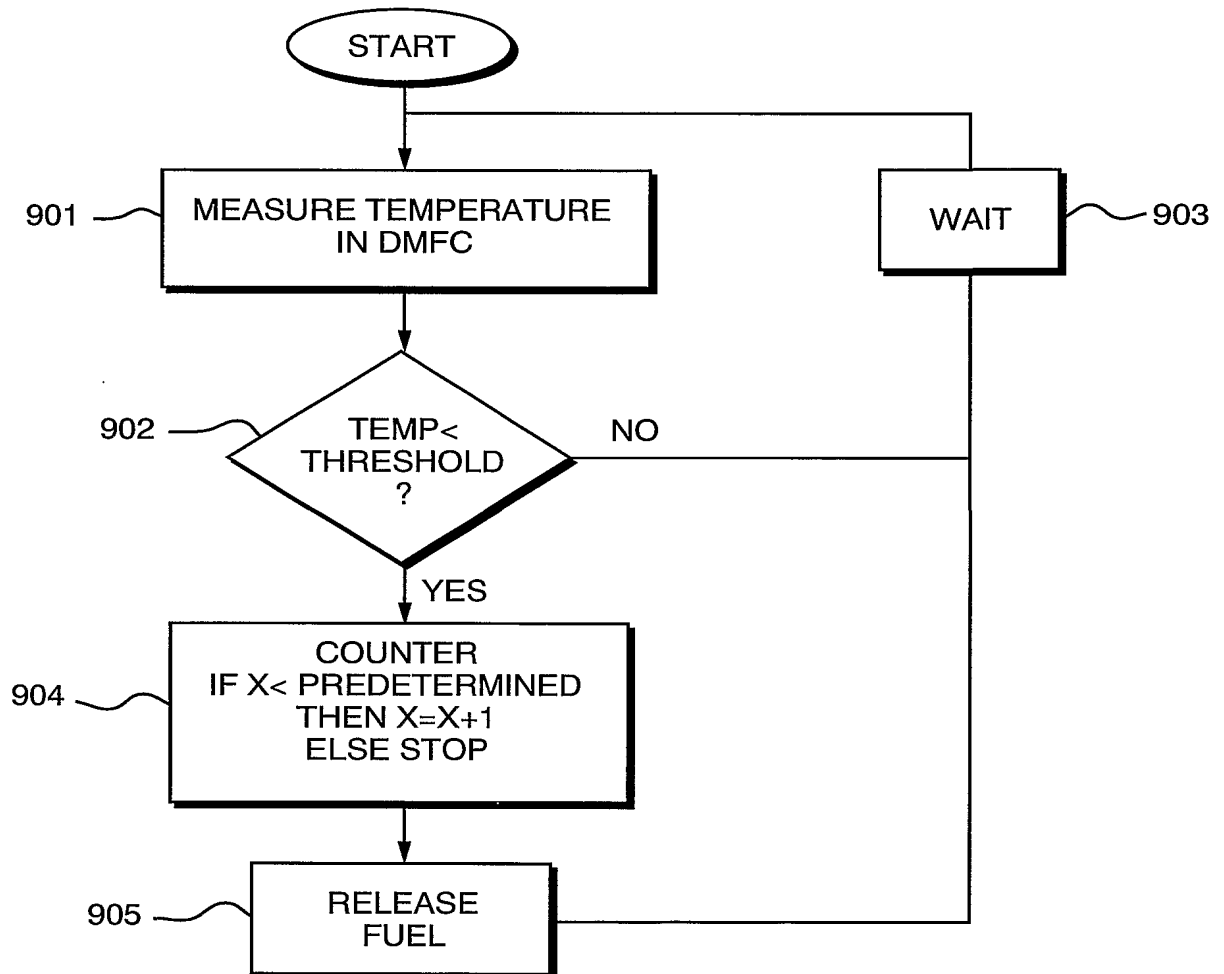 START
901
MEASURE TEMPERATURE
IN DMFC
WAIT
903
902
TEMP<
THRESHOLD
?
NO
YES
904
COUNTER
IF X< PREDETERMINED
THEN X=X+1
ELSE STOP
905
RELEASE
FUEL